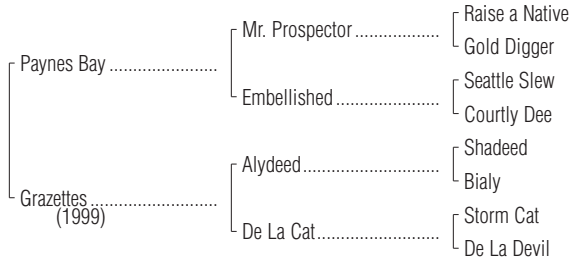 Raise a Native
Mr. Prospector ..................
Gold Digger
Paynes Bay .......................
Seattle Slew
Embellished ......................
Courtly Dee
Shadeed
Alydeed .............................
Bialy
Grazettes ...........................
(1999)
Storm Cat
De La Cat ..........................
De La Devil